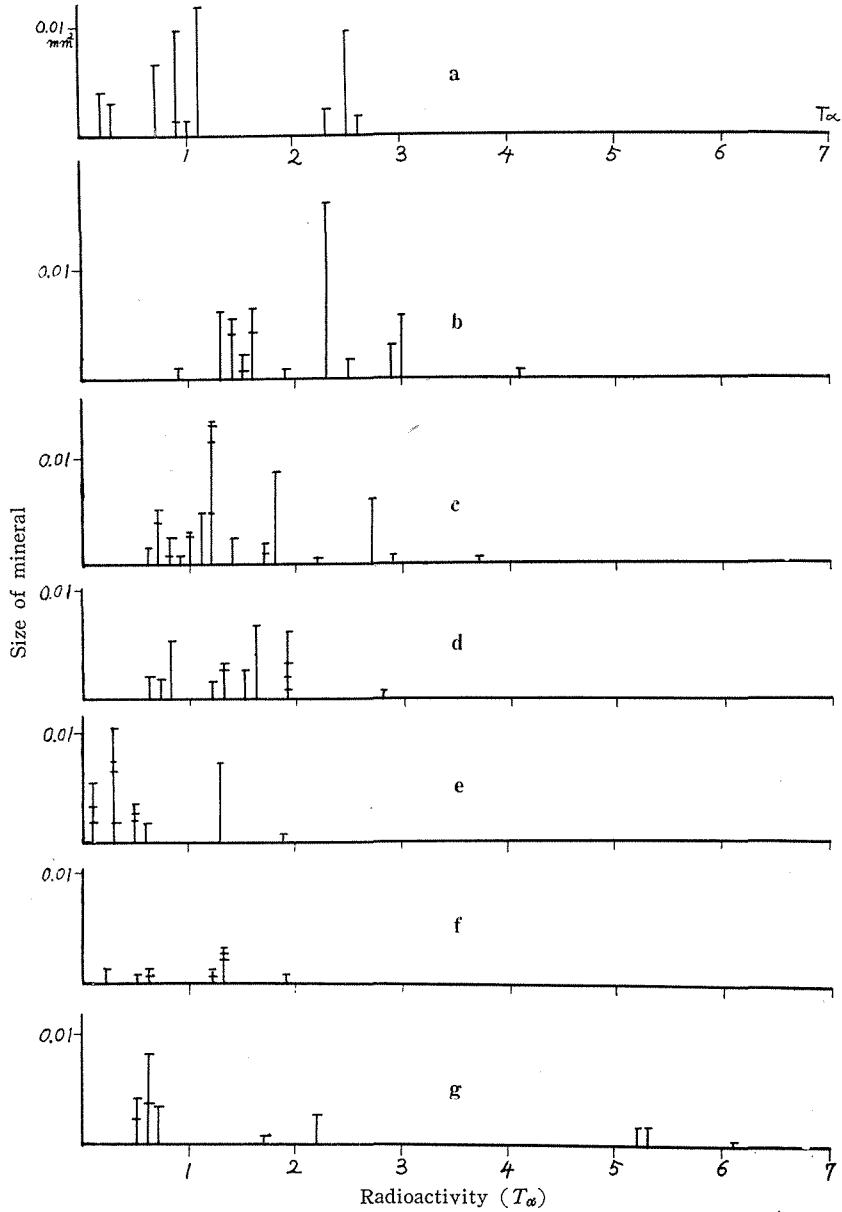 0.01
mm²
a
Tα
1 2 3 4 5 6 7
0.01
b
0.01
c
Size of mineral
0.01
d
0.01
e
0.01
f
0.01
g
1 2 3 4 5 6 7
Radioactivity (Tα)